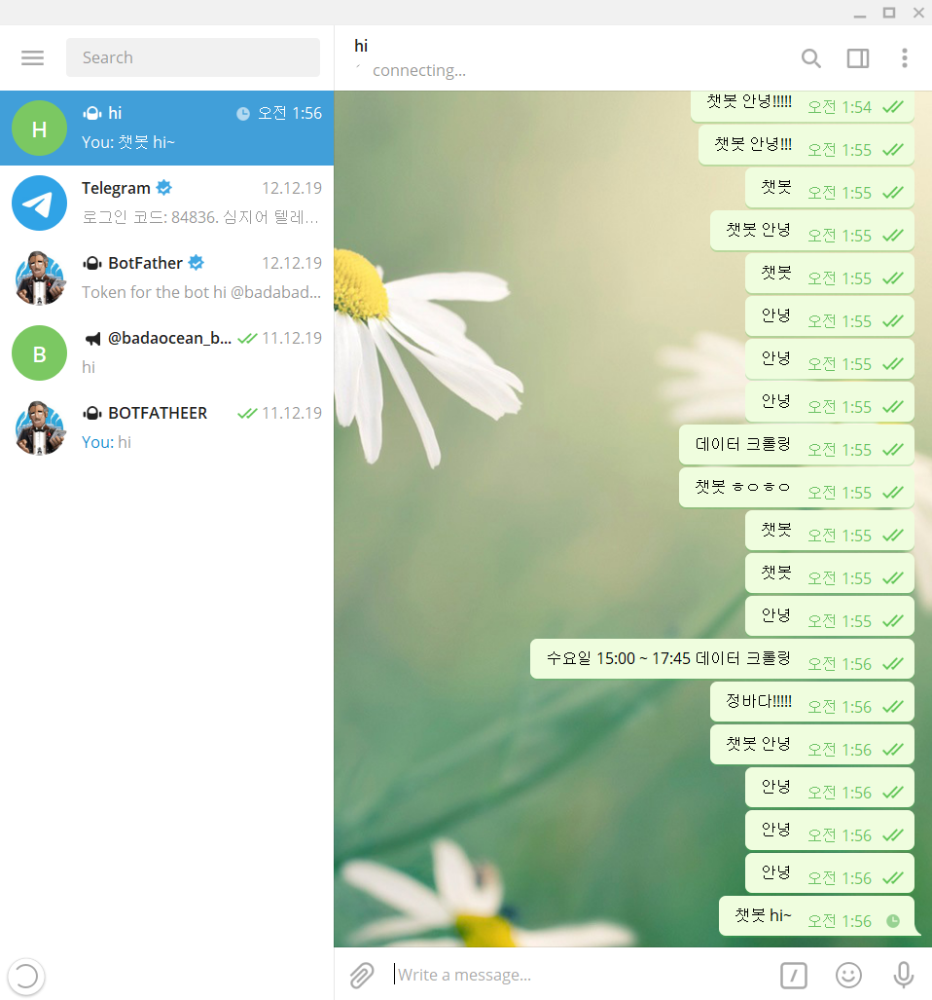 Search
H
hi
오전 1:56
You: 챗봇 hi~
Telegram
12.12.19
로그인 코드: 84836. 심지어 텔레...
BotFather
12.12.19
Token for the bot hi @badabad...
B
@badaocean_b...
11.12.19
hi
BOTFATHEER
11.12.19
You: hi
hi
connecting...
챗봇 안녕!!!!! 오전 1:54
챗봇 안녕!!! 오전 1:55
챗봇 오전 1:55
챗봇 안녕 오전 1:55
챗봇 오전 1:55
안녕 오전 1:55
안녕 오전 1:55
안녕 오전 1:55
데이터 크롤링 오전 1:55
챗봇 ㅎㅇㅎㅇ 오전 1:55
챗봇 오전 1:55
챗봇 오전 1:55
안녕 오전 1:55
수요일 15:00 ~ 17:45 데이터 크롤링 오전 1:56
정바다!!!!! 오전 1:56
챗봇 안녕 오전 1:56
안녕 오전 1:56
안녕 오전 1:56
안녕 오전 1:56
챗봇 hi~ 오전 1:56
Write a message...